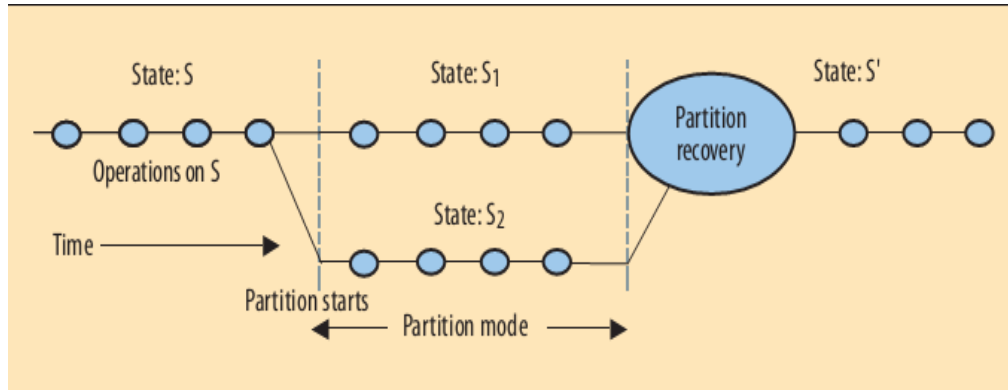 State: S
State: S1
State: S'
Partition
recovery
Operations on S
State: S2
Time
Partition starts
Partition mode